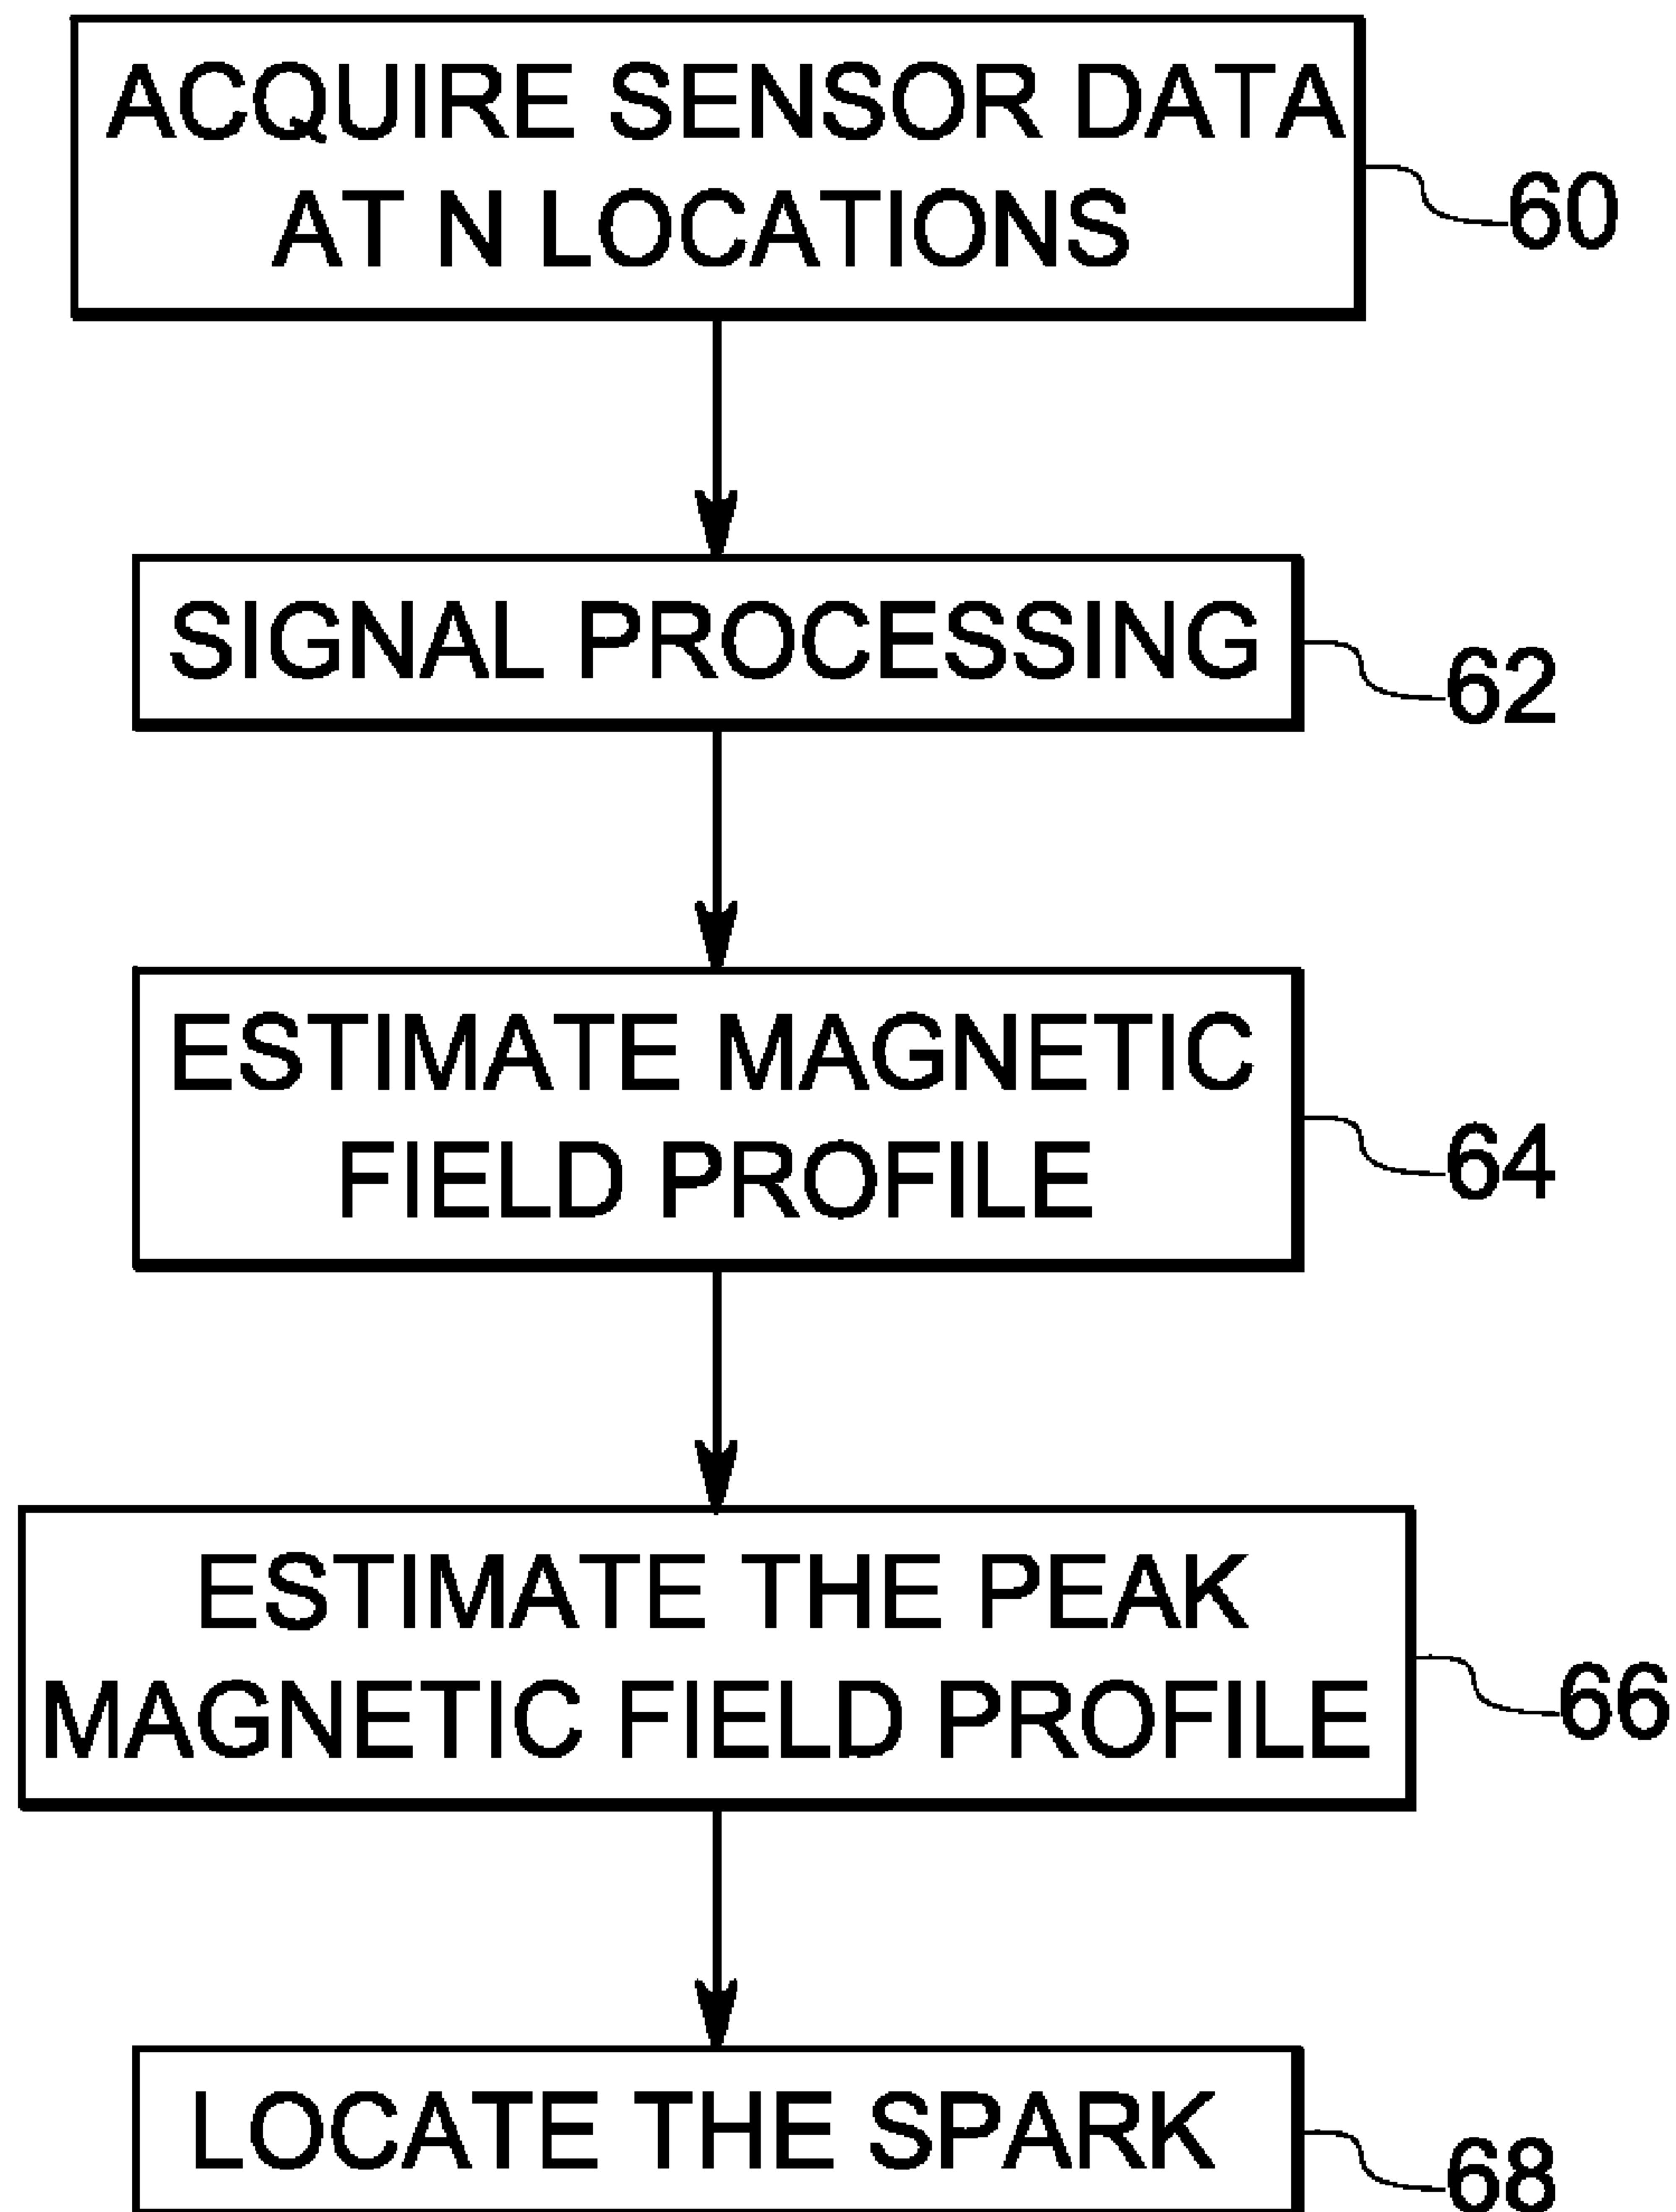 ACQUIRE SENSOR DATA
AT N LOCATIONS
60
SIGNAL PROCESSING
62
ESTIMATE MAGNETIC
FIELD PROFILE
64
ESTIMATE THE PEAK
MAGNETIC FIELD PROFILE
66
LOCATE THE SPARK
68